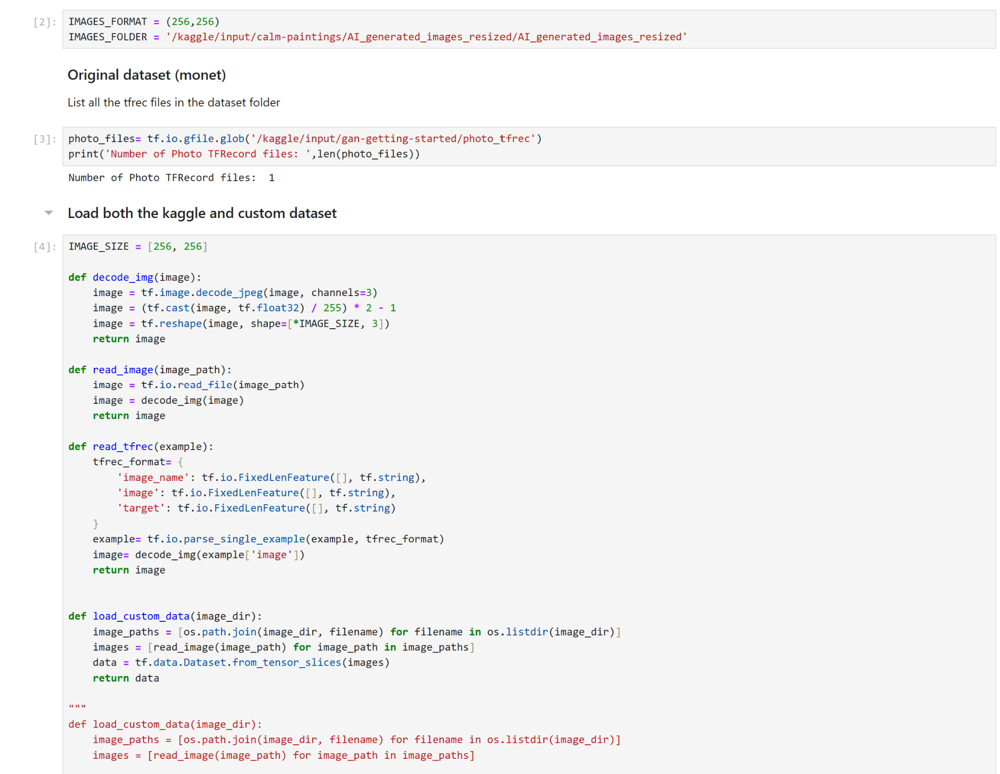 [2]:
IMAGES_FORMAT = (256,256)
IMAGES_FOLDER = '/kaggle/input/calm-paintings/AI_generated_images_resized/AI_generated_images_resized'
Original dataset (monet)
List all the tfrec files in the dataset folder
[3]:
photo_files= tf.io.gfile.glob('/kaggle/input/gan-getting-started/photo_tfrec')
print('Number of Photo TFRecord files: ',len(photo_files))
Number of Photo TFRecord files:  1
Load both the kaggle and custom dataset
[4]:
IMAGE_SIZE = [256, 256]
def decode_img(image):
    image = tf.image.decode_jpeg(image, channels=3)
    image = (tf.cast(image, tf.float32) / 255) * 2 - 1
    image = tf.reshape(image, shape=[*IMAGE_SIZE, 3])
    return image
def read_image(image_path):
    image = tf.io.read_file(image_path)
    image = decode_img(image)
    return image
def read_tfrec(example):
    tfrec_format= {
        'image_name': tf.io.FixedLenFeature([], tf.string),
        'image': tf.io.FixedLenFeature([], tf.string),
        'target': tf.io.FixedLenFeature([], tf.string)
    }
    example= tf.io.parse_single_example(example, tfrec_format)
    image= decode_img(example['image'])
    return image
def load_custom_data(image_dir):
    image_paths = [os.path.join(image_dir, filename) for filename in os.listdir(image_dir)]
    images = [read_image(image_path) for image_path in image_paths]
    data = tf.data.Dataset.from_tensor_slices(images)
    return data
"""
def load_custom_data(image_dir):
    image_paths = [os.path.join(image_dir, filename) for filename in os.listdir(image_dir)]
    images = [read_image(image_path) for image_path in image_paths]